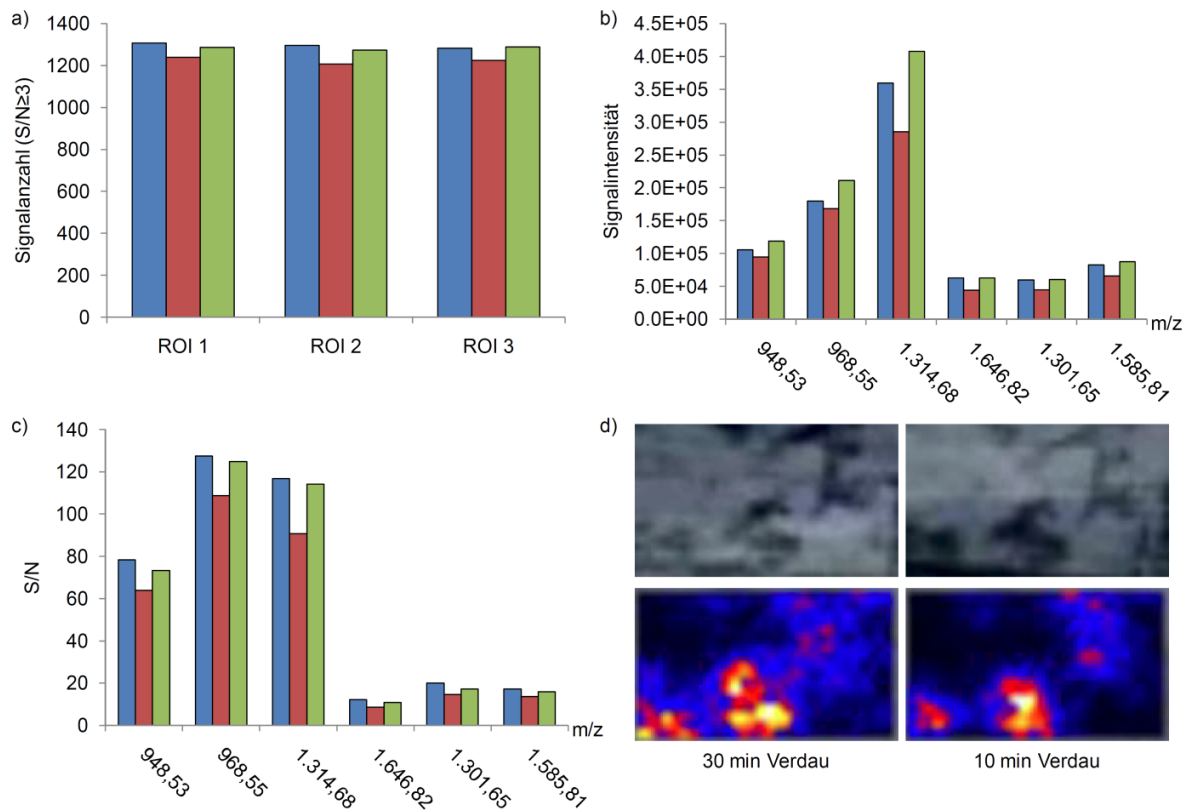 a)
Signalanzahl (S/N≥3)
1400
1200
1000
800
600
400
200
0
ROI 1 ROI 2 ROI 3
b)
Signalintensität
4.5E+05
4.0E+05
3.5E+05
3.0E+05
2.5E+05
2.0E+05
1.5E+05
1.0E+05
5.0E+04
0.0E+00
m/z
948,53 968,55 1.314,68 1.646,82 1.301,65 1.585,81
c)
S/N
140
120
100
80
60
40
20
0
m/z
948,53 968,55 1.314,68 1.646,82 1.301,65 1.585,81
d)
30 min Verdau 10 min Verdau